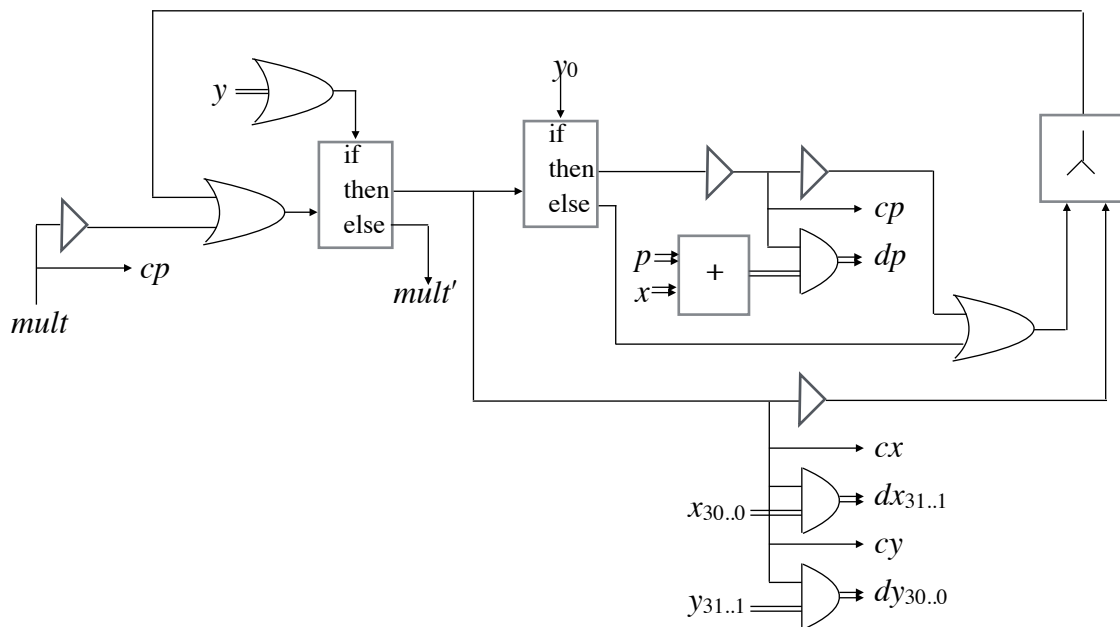 y
y0
if
then
else
if
then
else
cp
dp
p
x
+
cp
mult
mult'
cx
x30..0
dx31..1
cy
y31..1
dy30..0